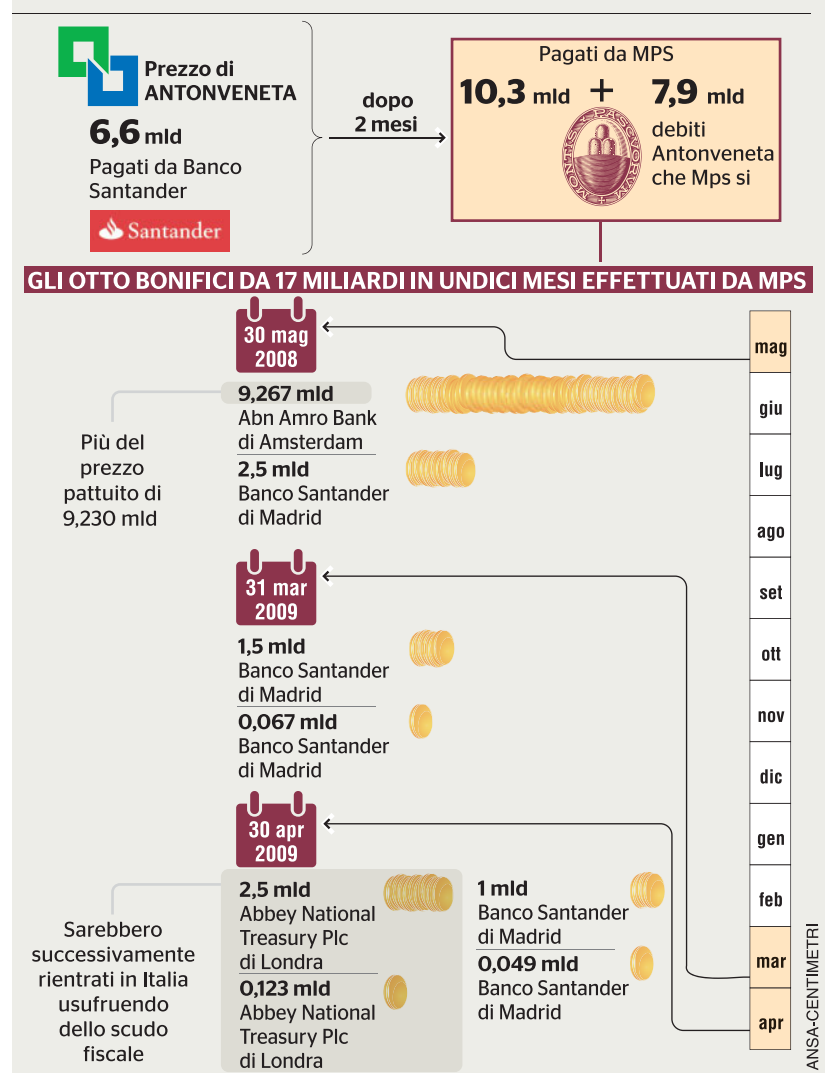 Prezzo di
ANTONVENETA
6,6 mld
Pagati da Banco
Santander
Santander
dopo
2 mesi
Pagati da MPS
10,3 mld + 7,9 mld
MONTIS PASCVORVM
debiti
Antonveneta
che Mps si
GLI OTTO BONIFICI DA 17 MILIARDI IN UNDICI MESI EFFETTUATI DA MPS
30 mag
2008
9,267 mld
Abn Amro Bank
di Amsterdam
2,5 mld
Banco Santander
di Madrid
Più del
prezzo
pattuito di
9,230 mld
31 mar
2009
1,5 mld
Banco Santander
di Madrid
0,067 mld
Banco Santander
di Madrid
30 apr
2009
2,5 mld
Abbey National
Treasury Plc
di Londra
0,123 mld
Abbey National
Treasury Plc
di Londra
1 mld
Banco Santander
di Madrid
0,049 mld
Banco Santander
di Madrid
Sarebbero
successivamente
rientrati in Italia
usufruendo
dello scudo
fiscale
mag
giu
lug
ago
set
ott
nov
dic
gen
feb
mar
apr
ANSA-CENTIMETRI